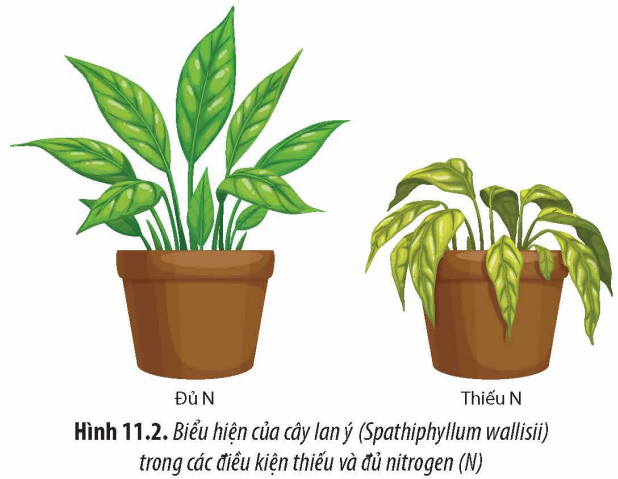 Đủ N
Thiếu N
Hình 11.2. Biểu hiện của cây lan ý (Spathiphyllum wallisii)
trong các điều kiện thiếu và đủ nitrogen (N)